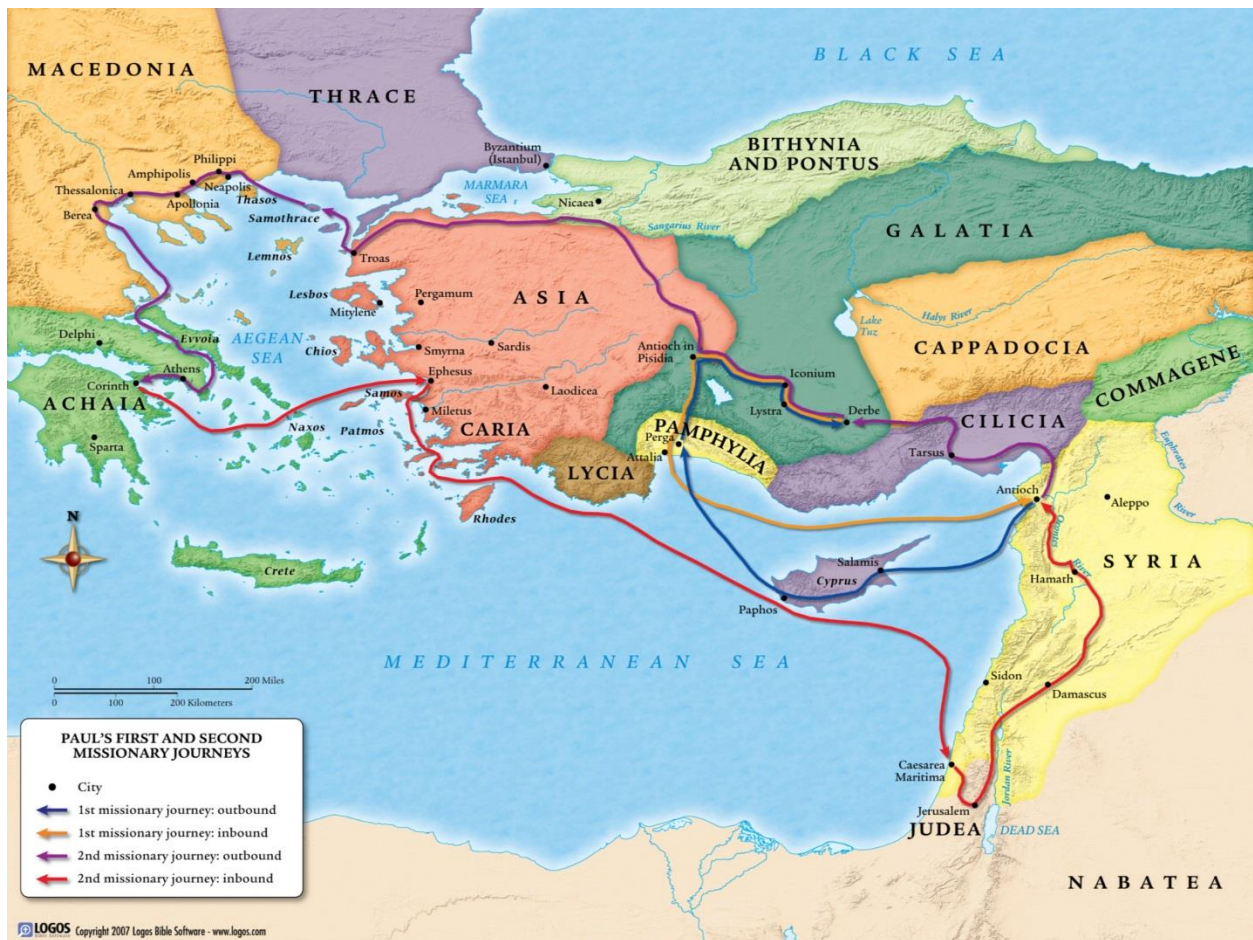 MACEDONIA
THRACE
BLACK SEA
BITHYNIA
AND PONTUS
Byzantium
(Istanbul)
MARMARA
SEA
Nicaea
Sangarius River
GALATIA
Philippi
Amphipolis
Neapolis
Thessalonica
Apollonia
Thasos
Berea
Samothrace
Troas
Lemnos
Lesbos
Mitylene
Pergamum
ASIA
Lake
Tuz
Halys River
CAPPADOCIA
COMMAGENE
Delphi
Evvoia
AEGEAN
SEA
Chios
Smyrna
Sardis
Antioch in
Pisidia
Iconium
Athens
Corinth
ACHAIA
Ephesus
Samos
Laodicea
Lystra
Derbe
CILICIA
Miletus
Naxos
Patmos
Sparta
CARIA
PAMPHYLIA
Perga
Attalia
LYCIA
Tarsus
Euphrates
River
Antioch
Aleppo
Rhodes
Orontes
River
SYRIA
N
Crete
Salamis
Cyprus
Hamath
Paphos
MEDITERRANEAN SEA
Sidon
Damascus
0 100 200 Miles
0 100 200 Kilometers
Caesarea
Maritima
Jordan River
Jerusalem
JUDEA
DEAD SEA
NABATEA
PAUL'S FIRST AND SECOND
MISSIONARY JOURNEYS
City
1st missionary journey: outbound
1st missionary journey: inbound
2nd missionary journey: outbound
2nd missionary journey: inbound
LOGOS Copyright 2007 Logos Bible Software - www.logos.com